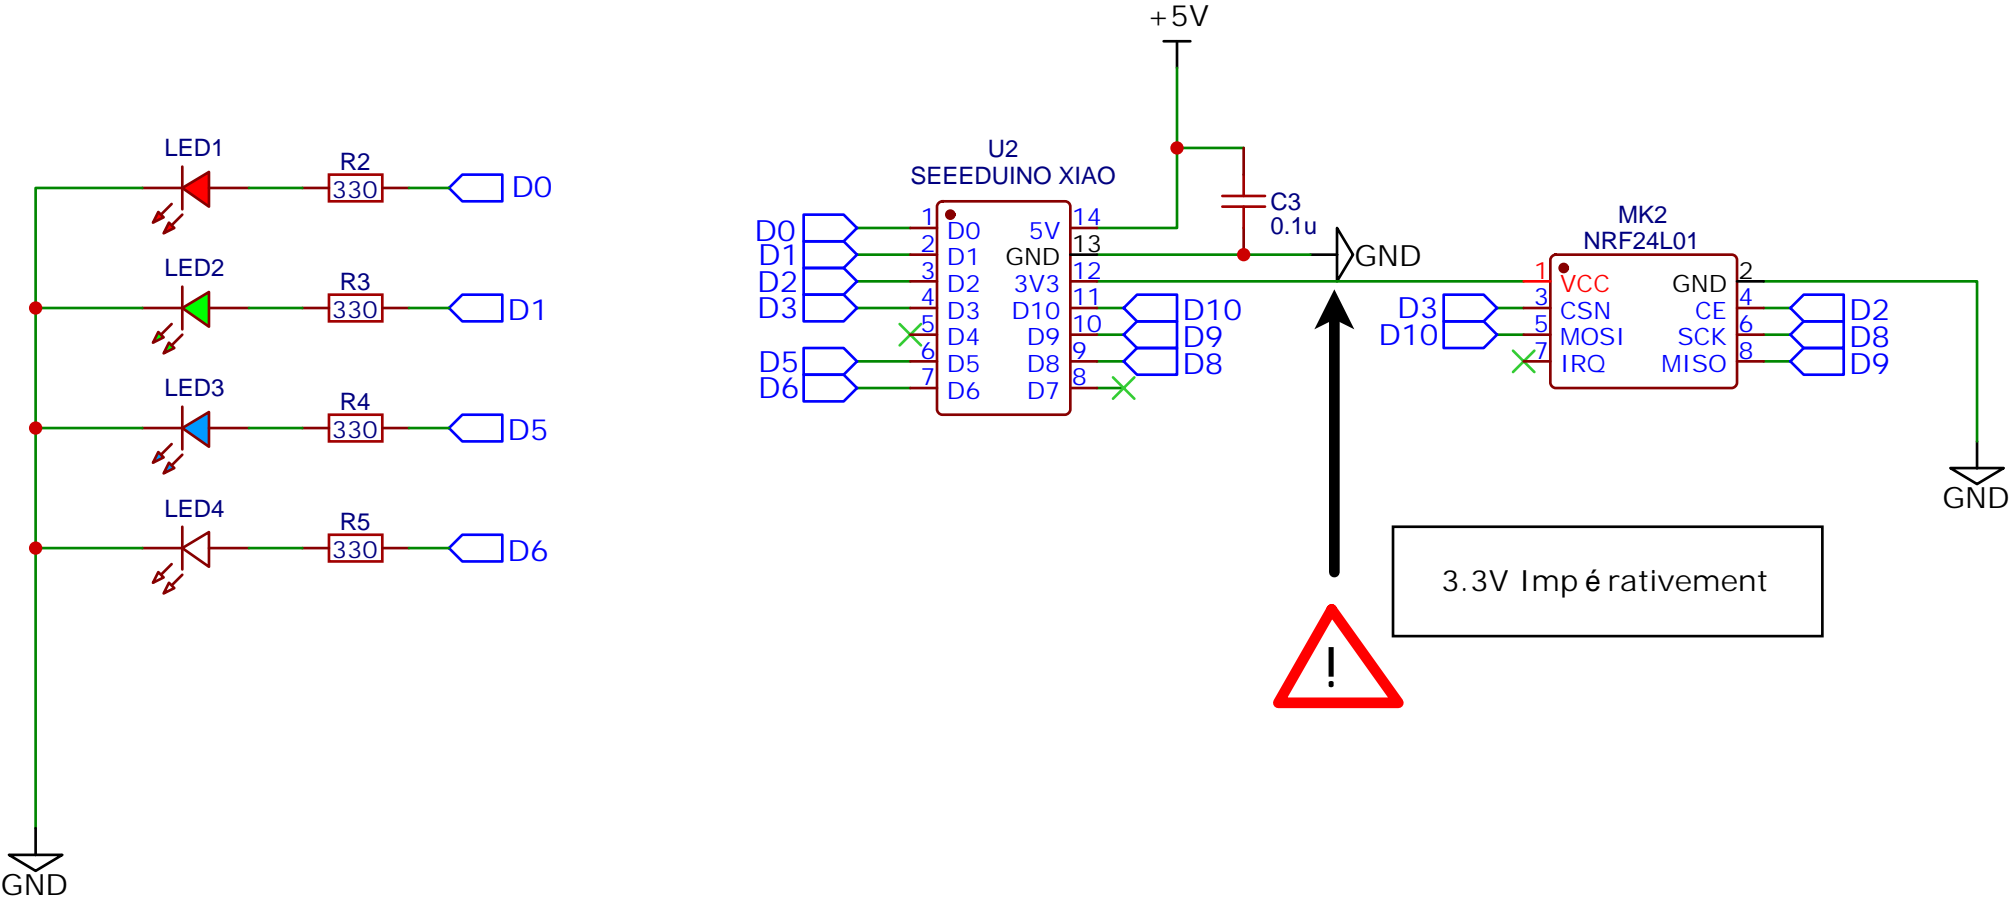 +5V
LED1
R2
330
D0
LED2
R3
330
D1
LED3
R4
330
D5
LED4
R5
330
D6
GND
U2
SEEEDUINO XIAO
D0
D1
D2
D3
D5
D6
1
2
3
4
5
6
7
D0
D1
D2
D3
D4
D5
D6
5V
GND
3V3
D10
D9
D8
D7
14
13
12
11
10
9
8
D10
D9
D8
C3
0.1u
GND
MK2
NRF24L01
D3
D10
1
3
5
7
VCC
CSN
MOSI
IRQ
GND
CE
SCK
MISO
2
4
6
8
D2
D8
D9
GND
3.3V Impérativement
!